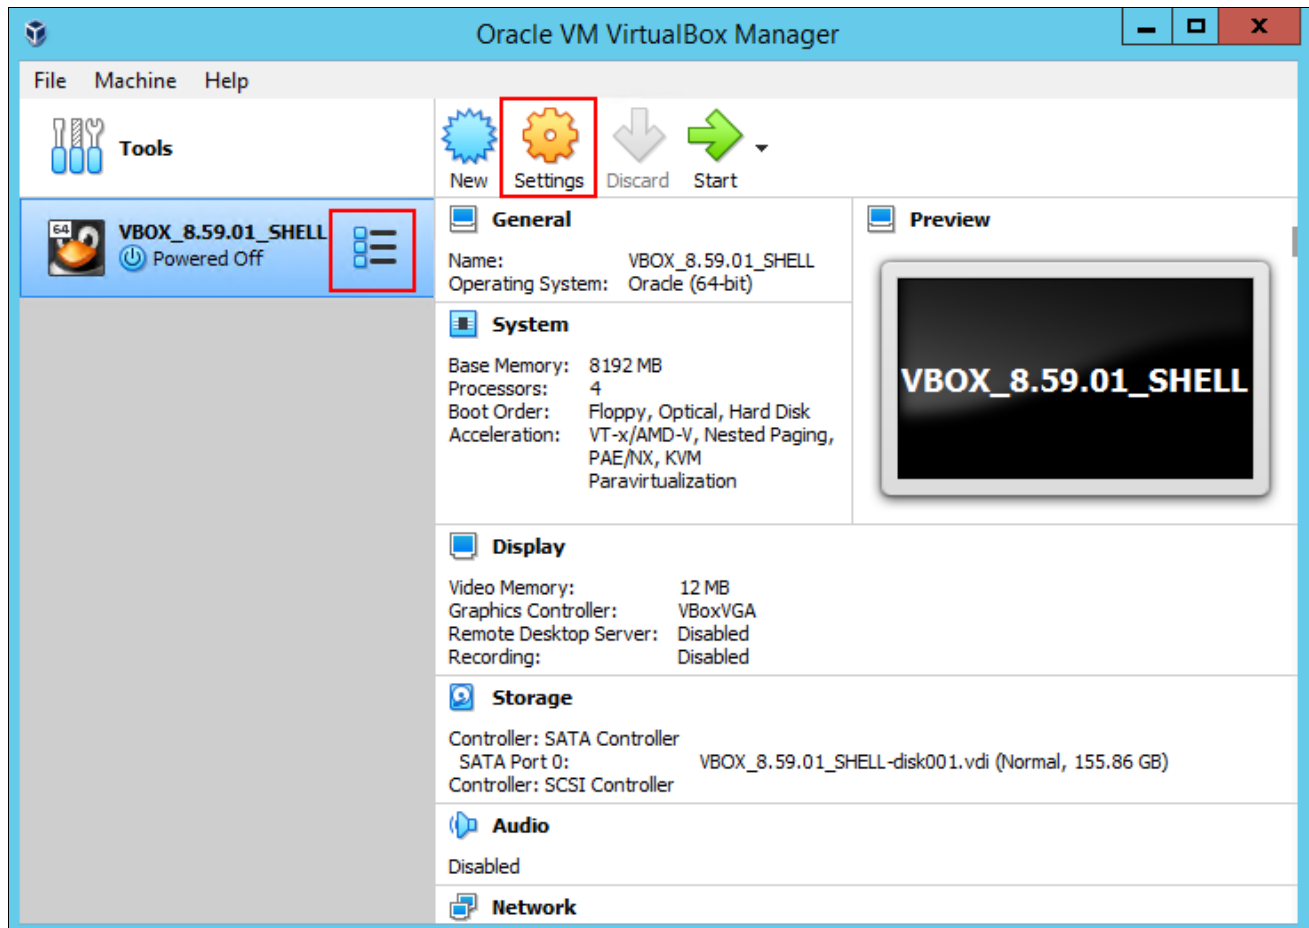 Oracle VM VirtualBox Manager
File Machine Help
Tools
New Settings Discard Start
64
VBOX_8.59.01_SHELL
Powered Off
General
Name: VBOX_8.59.01_SHELL
Operating System: Oracle (64-bit)
Preview
VBOX_8.59.01_SHELL
System
Base Memory: 8192 MB
Processors: 4
Boot Order: Floppy, Optical, Hard Disk
Acceleration: VT-x/AMD-V, Nested Paging,
PAE/NX, KVM
Paravirtualization
Display
Video Memory: 12 MB
Graphics Controller: VBoxVGA
Remote Desktop Server: Disabled
Recording: Disabled
Storage
Controller: SATA Controller
SATA Port 0: VBOX_8.59.01_SHELL-disk001.vdi (Normal, 155.86 GB)
Controller: SCSI Controller
Audio
Disabled
Network